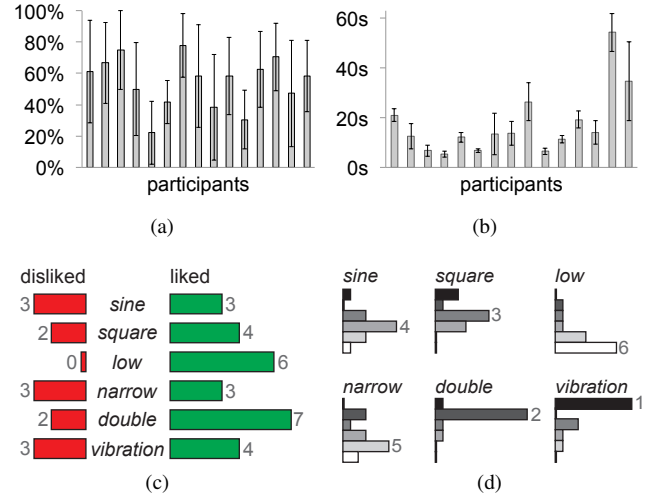 100%
80%
60%
40%
20%
0%
participants
(a)
60s
40s
20s
0s
participants
(b)
disliked liked
3 sine 3
2 square 4
0 low 6
3 narrow 3
2 double 7
3 vibration 4
(c)
sine square low
4 3 6
narrow double vibration
5 2 1
(d)